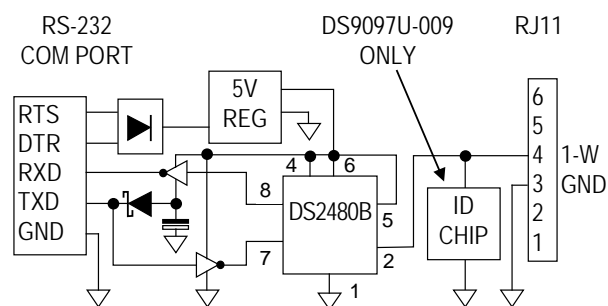 RS-232
COM PORT
DS9097U-009
ONLY
RJ11
RTS
DTR
RXD
TXD
GND
5V
REG
4
6
8
DS2480B
5
7
2
1
ID
CHIP
6
5
4
3
2
1
1-W
GND